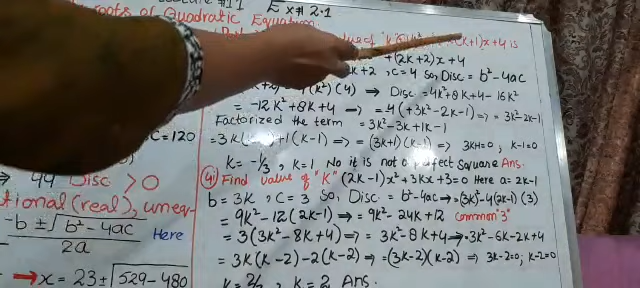 roots of Quadratic Equation
Ex # 2.1
(k+1)x+4 is
+(2K+2)x+4
K+2 , C=4 So, Disc = b²-4ac
(K²)(4) ⇒ Disc = 4K²+8K+4-16K²
= -12K²+8K+4 → = -4(+3K²-2K-1) =>= 3K²-2K-1
Factorized the term = 3K²-3K+1K-1
= 3K(K-1)+1(K-1) => = (3K+1)(K-1) => 3K+1=0 ; K-1=0
K = -1/3 , K=1 No it is not a perfect Square Ans.
4i) Find value of "K" (2K-1)x²+3Kx+3=0 Here a= 2K-1
b= 3K , C=3 So, Disc = b²-4ac ⇒ =(3K)²-4(2K-1)(3)
= 9K²-12(2K-1) => = 9K²-24K+12 Common "3"
= 3(3K²-8K+4) => = 3K²-8K+4 => 3K²-6K-2K+4
= 3K(K-2)-2(K-2) => =(3K-2)(K-2) ⇒ 3K-2=0 ; K-2=0
K = 2/3 , K=2 Ans.
C=120
Disc > 0
tional (real), unequ-
-b ± √b²-4ac
2a
Here
→ x = 23 ± √529-480